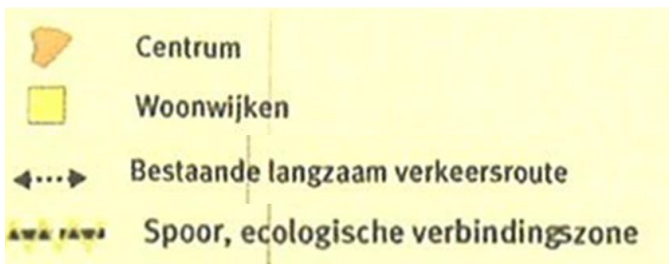 Centrum
Woonwijken
Bestaande langzaam verkeersroute
Spoor, ecologische verbindingszone